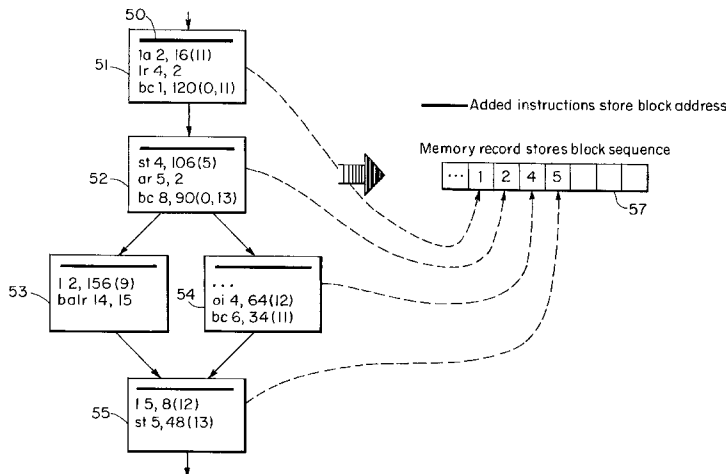 50
51
1a 2, 16(11)
1r 4, 2
bc 1, 120(0,11)
Added instructions store block address
Memory record stores block sequence
... 1 2 4 5
57
52
st 4, 106(5)
ar 5, 2
bc 8, 90(0,13)
53
l 2, 156(9)
balr 14, 15
54
...
oi 4, 64(12)
bc 6, 34(11)
55
l 5, 8(12)
st 5, 48(13)